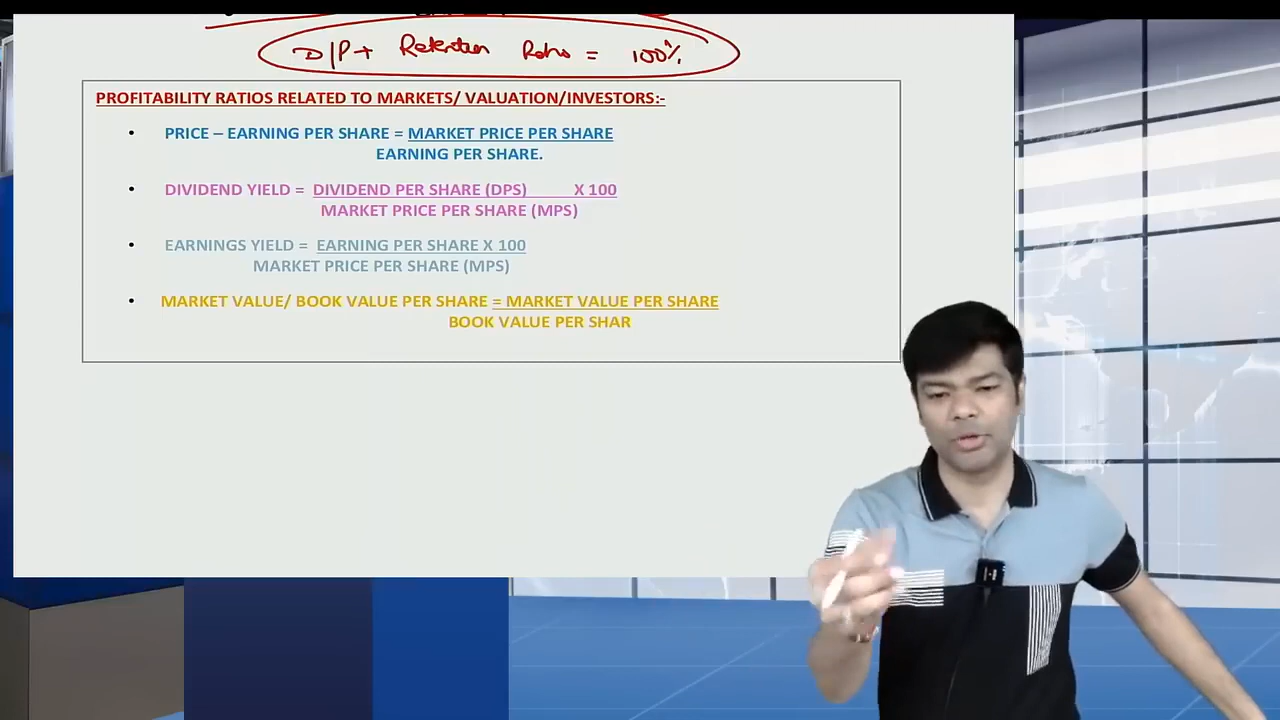 D/P + Retention Ratio = 100%
PROFITABILITY RATIOS RELATED TO MARKETS/ VALUATION/INVESTORS:-
• PRICE – EARNING PER SHARE = MARKET PRICE PER SHARE
EARNING PER SHARE.
• DIVIDEND YIELD = DIVIDEND PER SHARE (DPS) X 100
MARKET PRICE PER SHARE (MPS)
• EARNINGS YIELD = EARNING PER SHARE X 100
MARKET PRICE PER SHARE (MPS)
• MARKET VALUE/ BOOK VALUE PER SHARE = MARKET VALUE PER SHARE
BOOK VALUE PER SHAR